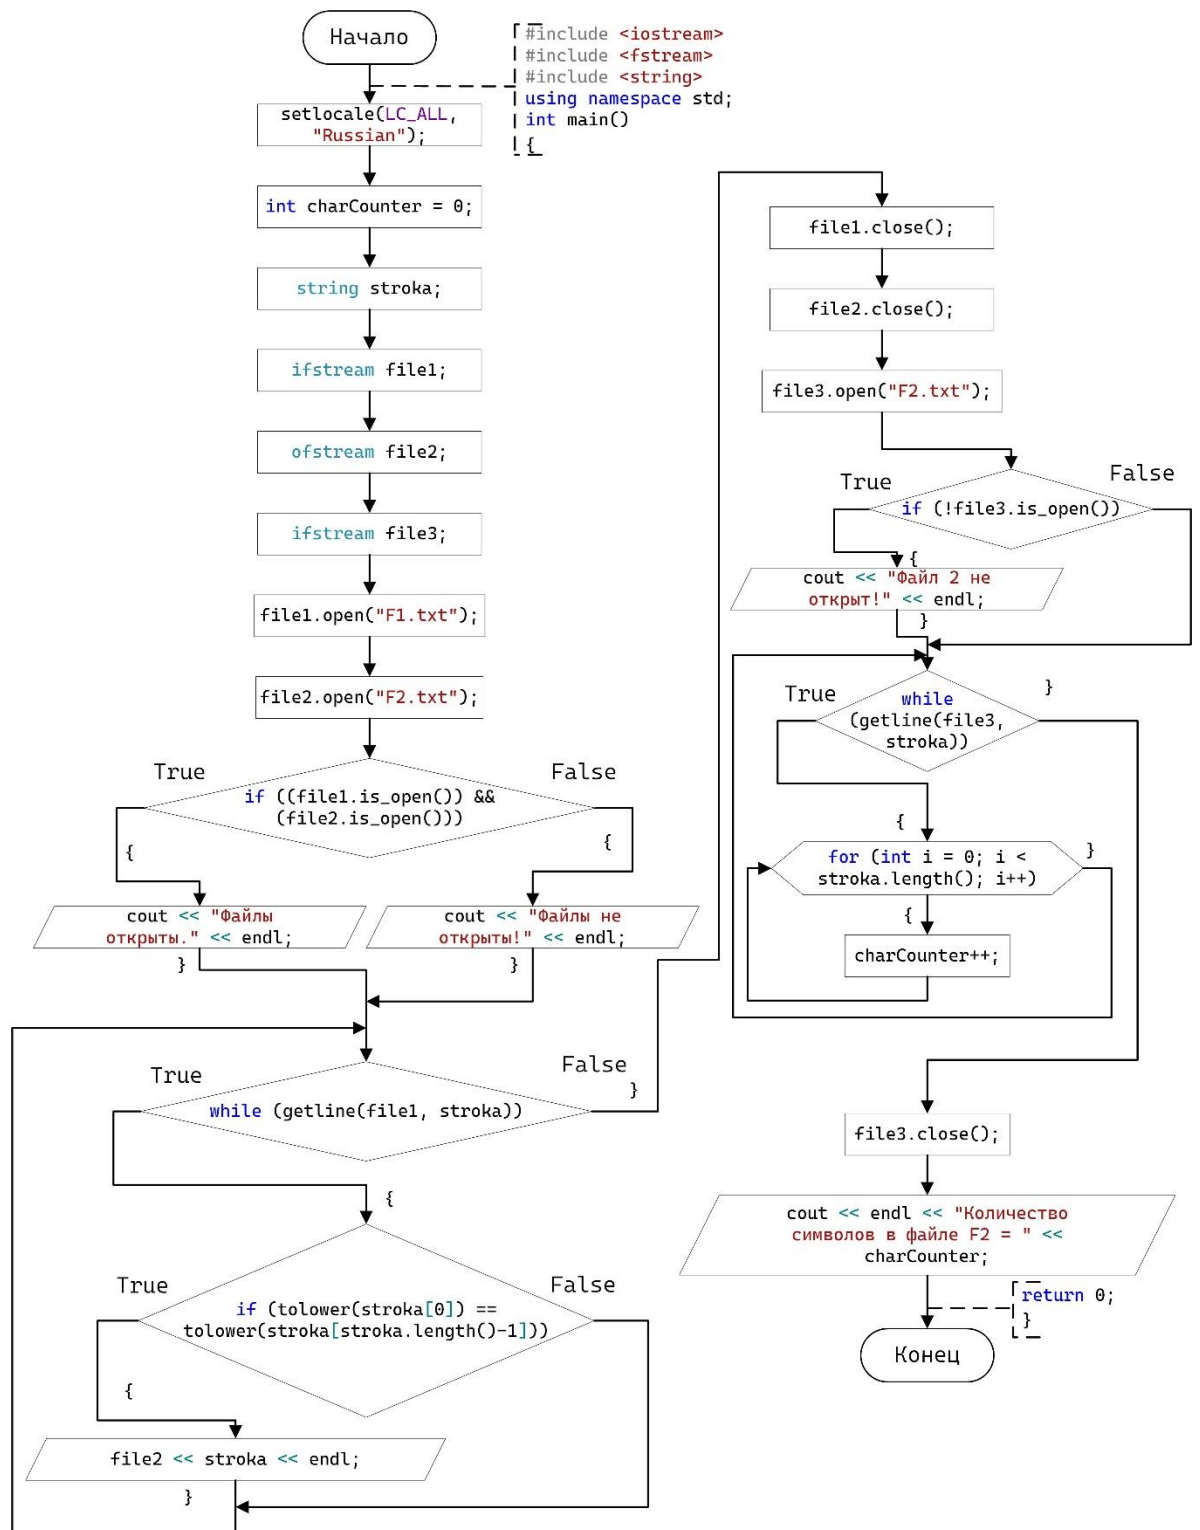 Начало
#include <iostream>
#include <fstream>
#include <string>
using namespace std;
int main()
{
setlocale(LC_ALL,
"Russian");
int charCounter = 0;
string stroka;
ifstream file1;
ofstream file2;
ifstream file3;
file1.open("F1.txt");
file2.open("F2.txt");
True
False
if ((file1.is_open()) &&
(file2.is_open()))
{
{
cout << "Файлы
открыты." << endl;
}
cout << "Файлы не
открыты!" << endl;
}
True
False
}
while (getline(file1, stroka))
{
True
False
if (tolower(stroka[0]) ==
tolower(stroka[stroka.length()-1]))
{
file2 << stroka << endl;
}
file1.close();
file2.close();
file3.open("F2.txt");
True
False
if (!file3.is_open())
{
cout << "Файл 2 не
открыт!" << endl;
}
True
}
while
(getline(file3,
stroka))
{
for (int i = 0; i <
stroka.length(); i++)
}
{
charCounter++;
file3.close();
cout << endl << "Количество
символов в файле F2 = " <<
charCounter;
return 0;
}
Конец